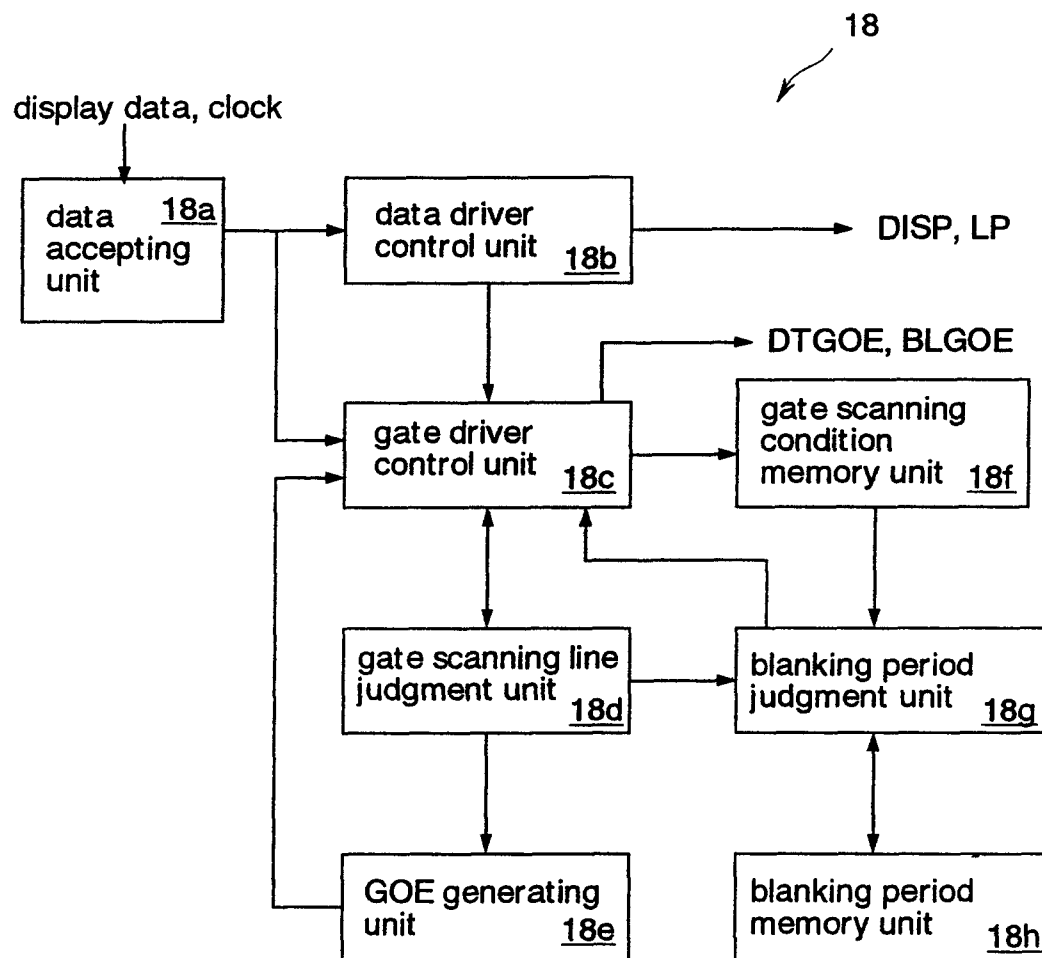 18
display data, clock
data
accepting
unit
18a
data driver
control unit
18b
DISP, LP
DTGOE, BLGOE
gate driver
control unit
18c
gate scanning
condition
memory unit
18f
gate scanning line
judgment unit
18d
blanking period
judgment unit
18g
GOE generating
unit
18e
blanking period
memory unit
18h